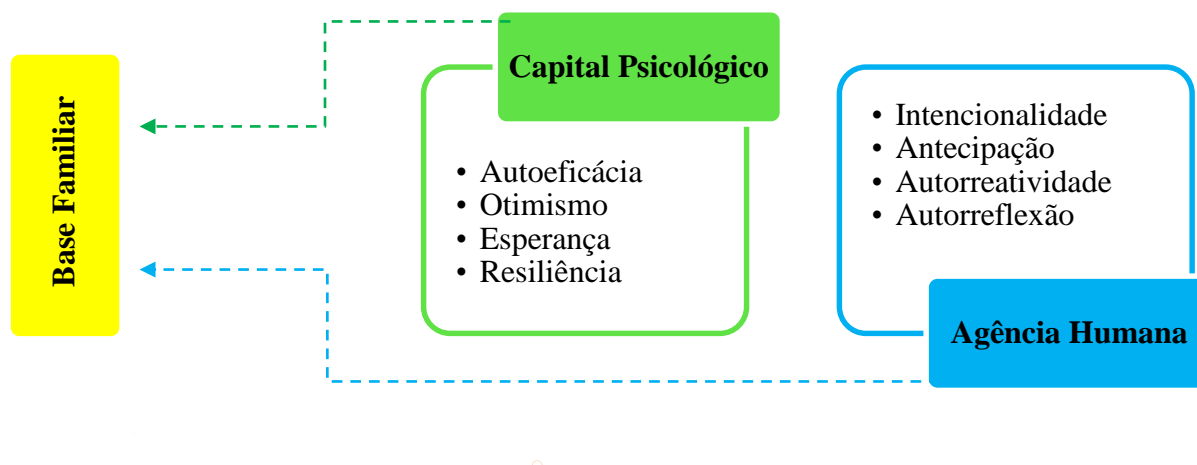 Base Familiar
Capital Psicológico
• Autoeficácia
• Otimismo
• Esperança
• Resiliência
• Intencionalidade
• Antecipação
• Autorreatividade
• Autorreflexão
Agência Humana